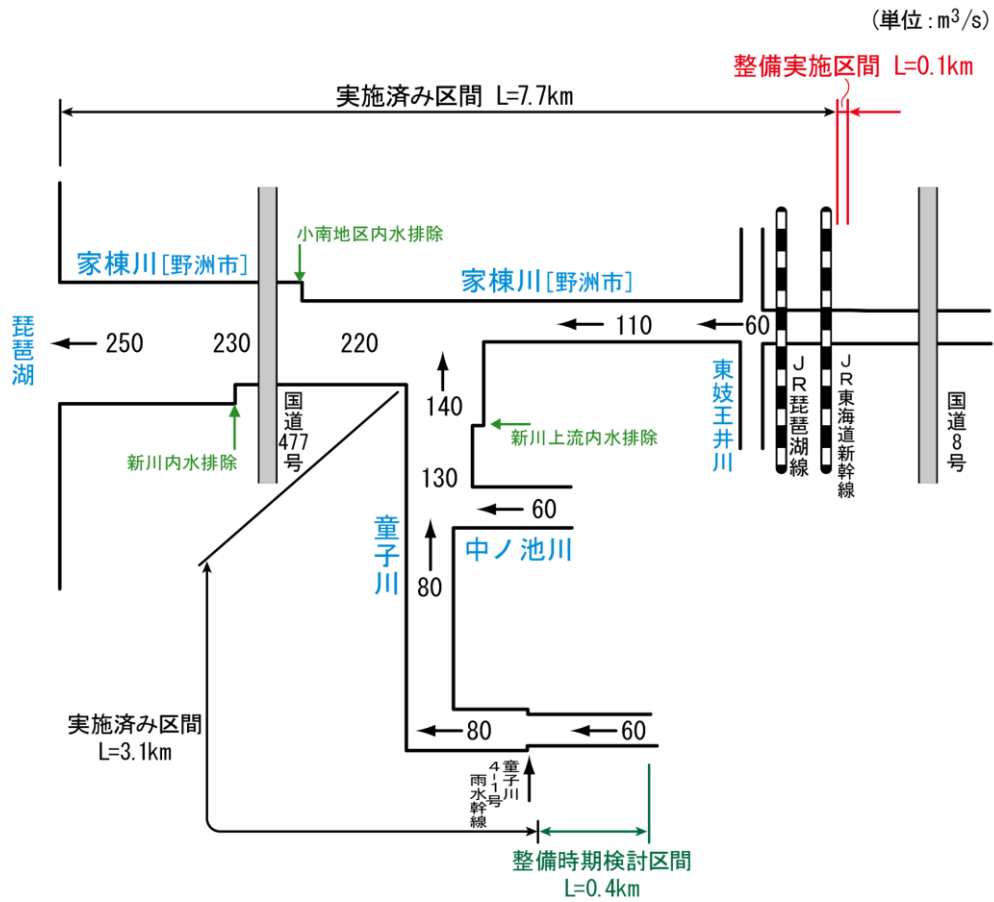 (単位:m³/s)
整備実施区間 L=0.1km
実施済み区間 L=7.7km
小南地区内水排除
家棟川[野洲市]
家棟川[野洲市]
琵琶湖
250
230
220
110
60
140
新川上流内水排除
新川内水排除
国道477号
東妓王井川
JR琵琶湖線
JR東海道新幹線
国道8号
130
60
中ノ池川
童子川
80
実施済み区間
L=3.1km
80
60
童子川
4-1号
雨水幹線
整備時期検討区間
L=0.4km